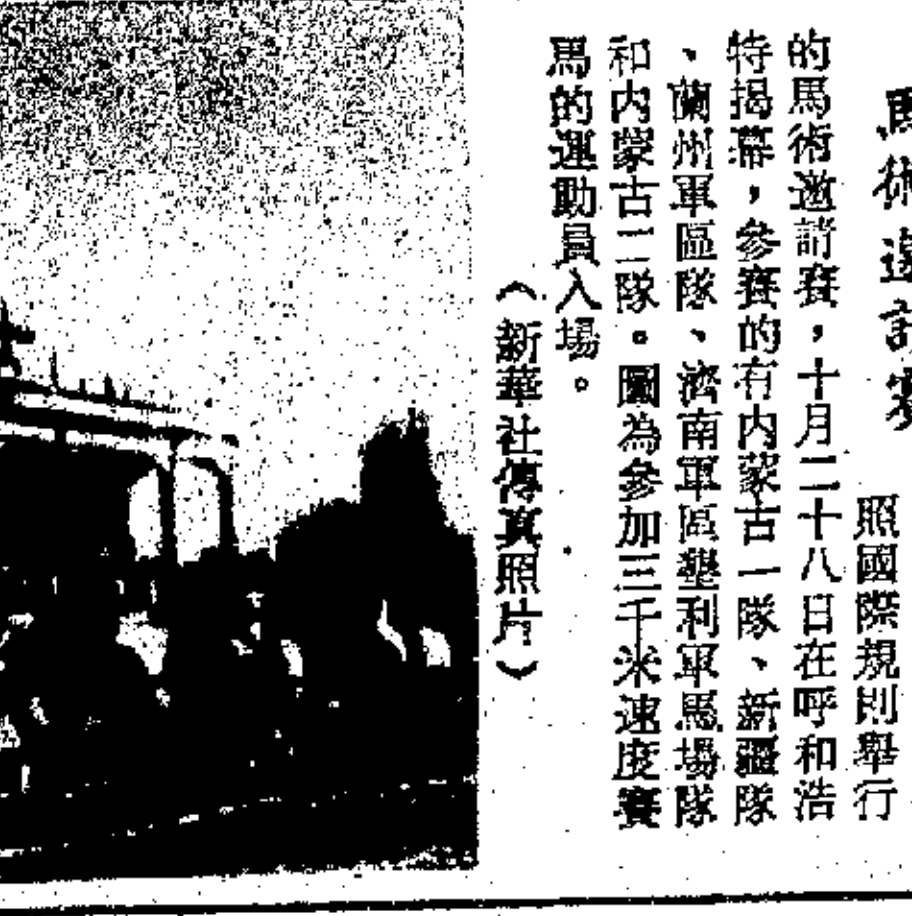 馬術邀請賽
照國際規則舉行
的馬術邀請賽，十月二十八日在呼和浩
特揭幕，參賽的有內蒙古一隊、新疆隊
、蘭州軍區隊、濟南軍區墾利軍馬場隊
和內蒙古二隊。圖為參加三千米速度賽
馬的運動員入場。
（新華社傳真照片）